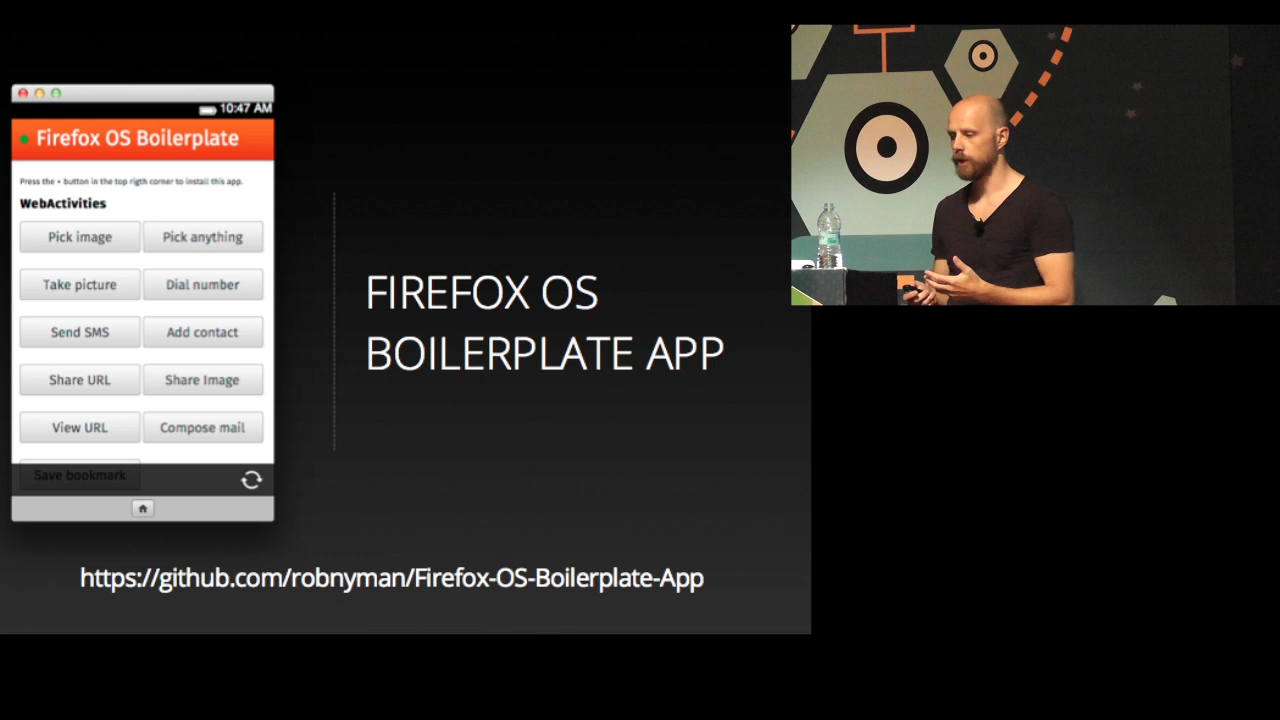 10:47 AM
Firefox OS Boilerplate
Press the + button in the top rigth corner to install this app.
WebActivities
Pick image
Pick anything
Take picture
Dial number
Send SMS
Add contact
Share URL
Share Image
View URL
Compose mail
Save bookmark
FIREFOX OS
BOILERPLATE APP
https://github.com/robnyman/Firefox-OS-Boilerplate-App